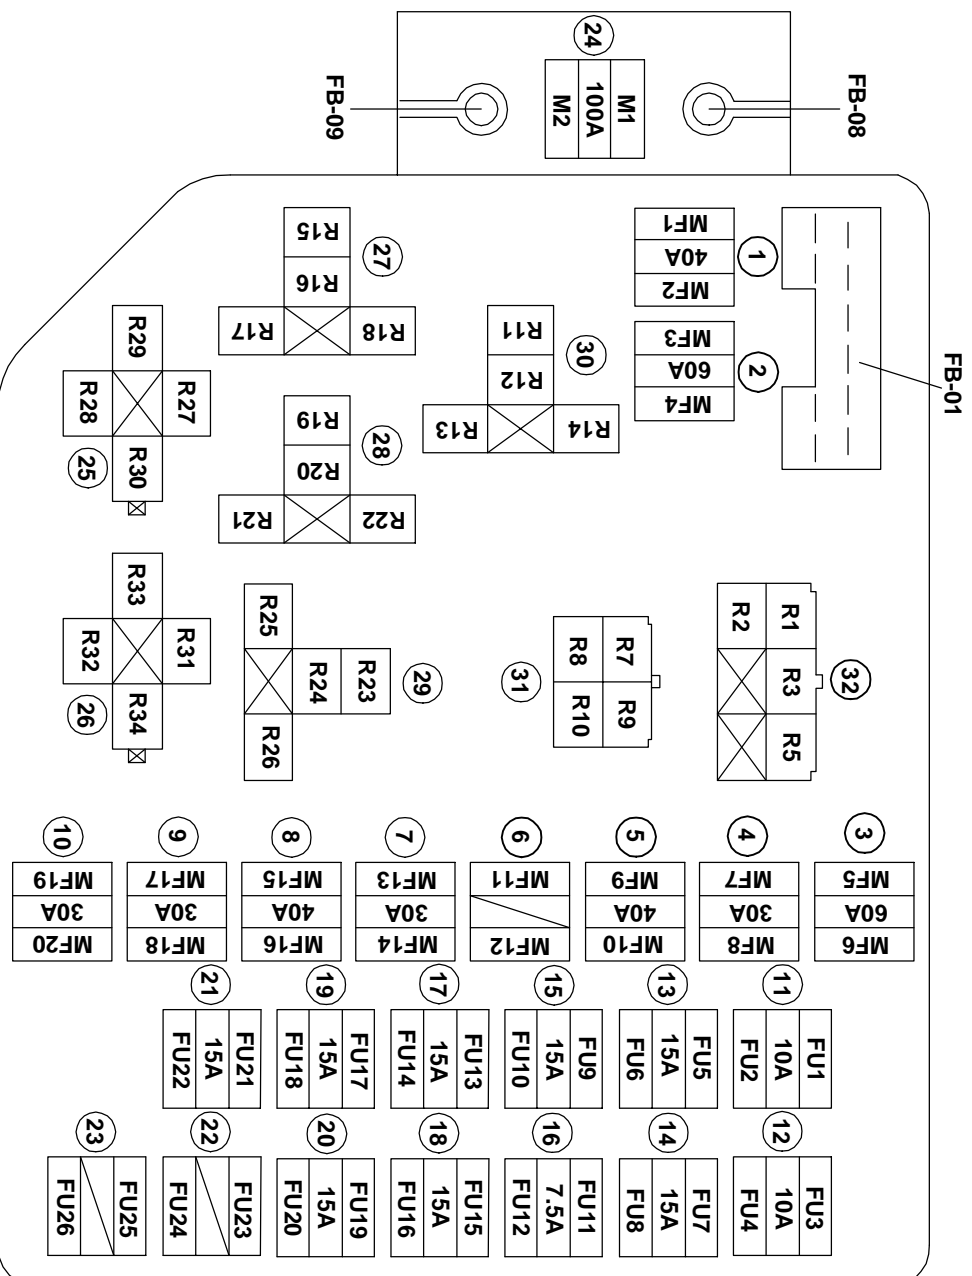 24
M1
100A
M2
FB-09
FB-08
FB-01
1
MF1
40A
MF2
2
MF3
60A
MF4
27
R15
R16
R17
R18
30
R11
R12
R13
R14
28
R19
R20
R21
R22
25
R29
R28
R27
R30
26
R33
R32
R31
R34
29
R25
R24
R23
R26
31
R8
R7
R10
R9
32
R2
R1
R3
R5
10
MF19
30A
MF20
9
MF17
30A
MF18
8
MF15
40A
MF16
7
MF13
30A
MF14
6
MF11
MF12
5
MF9
40A
MF10
4
MF7
30A
MF8
3
MF5
60A
MF6
21
FU22
15A
FU21
19
FU18
15A
FU17
17
FU14
15A
FU13
15
FU10
15A
FU9
13
FU6
15A
FU5
11
FU2
10A
FU1
23
FU26
FU25
22
FU24
FU23
20
FU20
15A
FU19
18
FU16
15A
FU15
16
FU12
7.5A
FU11
14
FU8
15A
FU7
12
FU4
10A
FU3